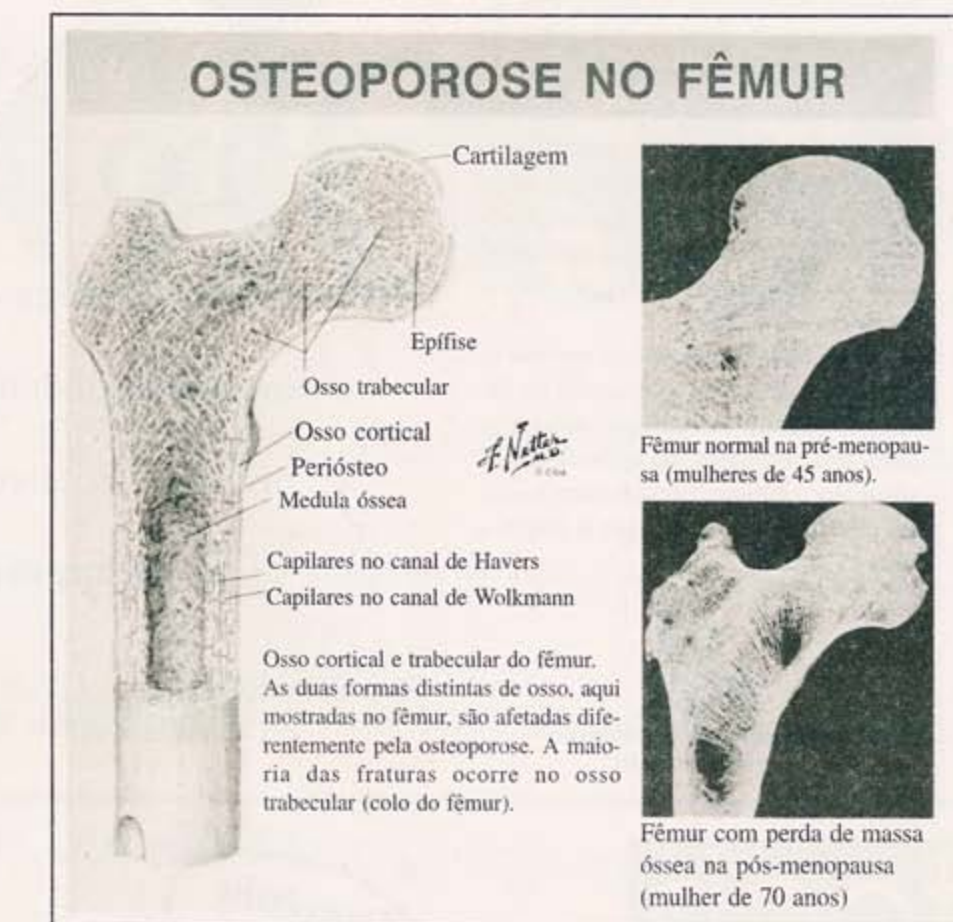 OSTEOPOROSE NO FÊMUR
Cartilagem
Epífise
Osso trabecular
Osso cortical
Periósteo
Medula óssea
Capilares no canal de Havers
Capilares no canal de Wolkmann
Osso cortical e trabecular do fêmur.
As duas formas distintas de osso, aqui
mostradas no fêmur, são afetadas dife-
rentemente pela osteoporose. A maio-
ria das fraturas ocorre no osso
trabecular (colo do fêmur).
F. Netter
M.D.
Fêmur normal na pré-menopau-
sa (mulheres de 45 anos).
Fêmur com perda de massa
óssea na pós-menopausa
(mulher de 70 anos)